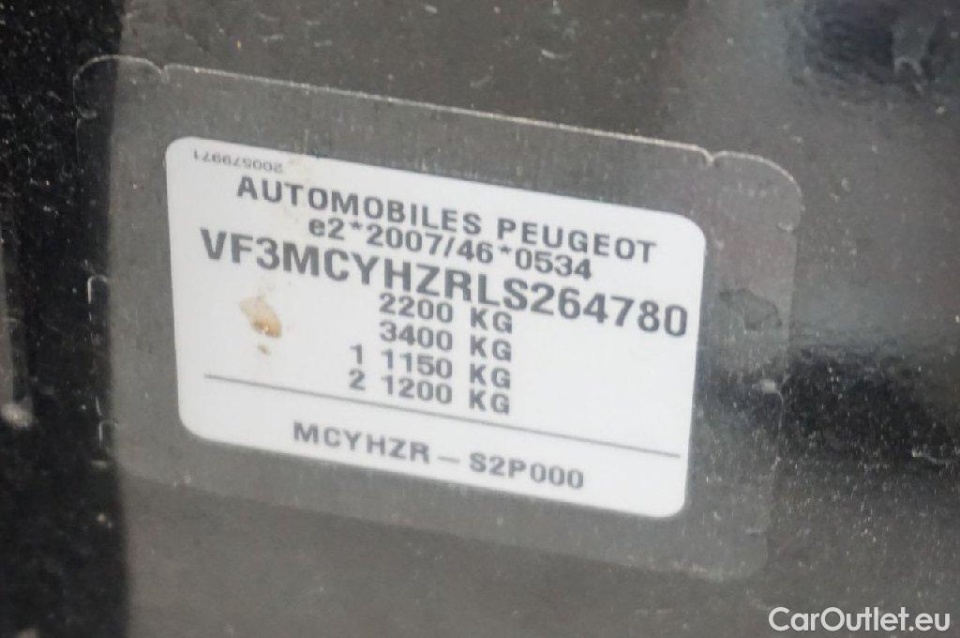 200579971
AUTOMOBILES PEUGEOT
e2*2007/46*0534
VF3MCYHZRLS264780
2200 KG
3400 KG
1 1150 KG
2 1200 KG
MCYHZR - S2P000
CarOutlet.eu